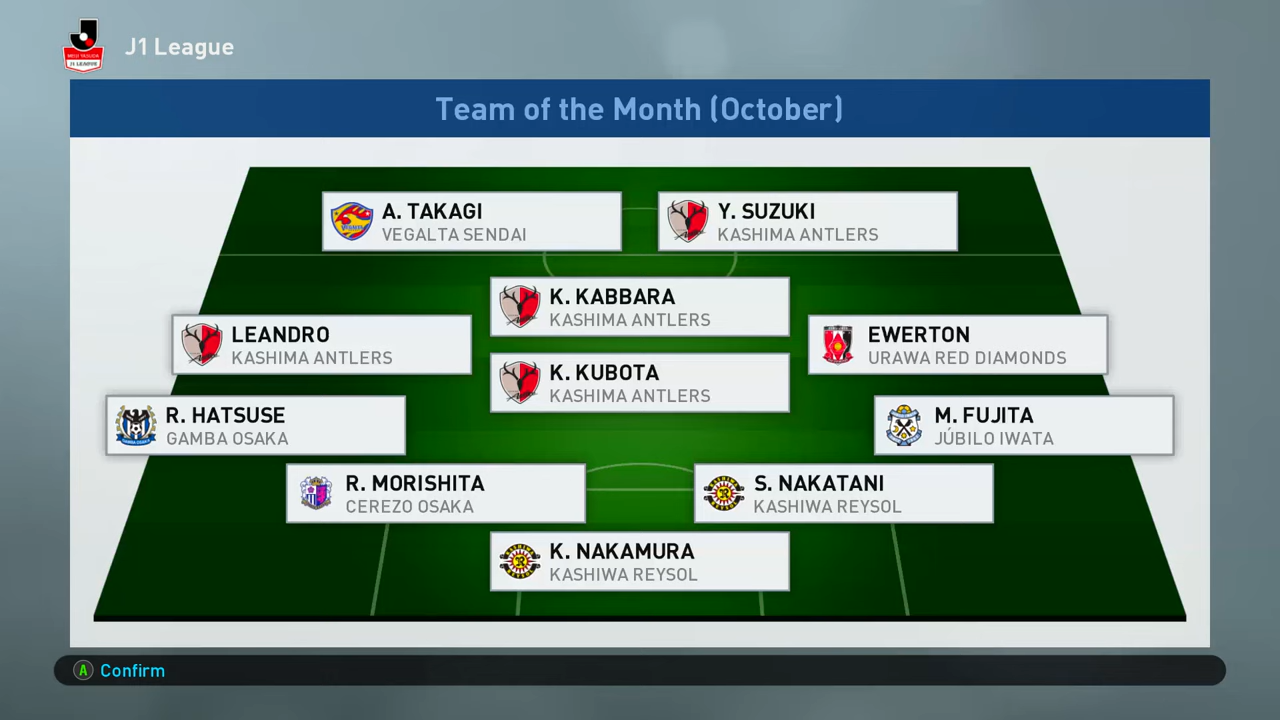 J1 League
Team of the Month (October)
A. TAKAGI
VEGALTA SENDAI
Y. SUZUKI
KASHIMA ANTLERS
K. KABBARA
KASHIMA ANTLERS
LEANDRO
KASHIMA ANTLERS
EWERTON
URAWA RED DIAMONDS
K. KUBOTA
KASHIMA ANTLERS
R. HATSUSE
GAMBA OSAKA
M. FUJITA
JÚBILO IWATA
R. MORISHITA
CEREZO OSAKA
S. NAKATANI
KASHIWA REYSOL
K. NAKAMURA
KASHIWA REYSOL
A Confirm